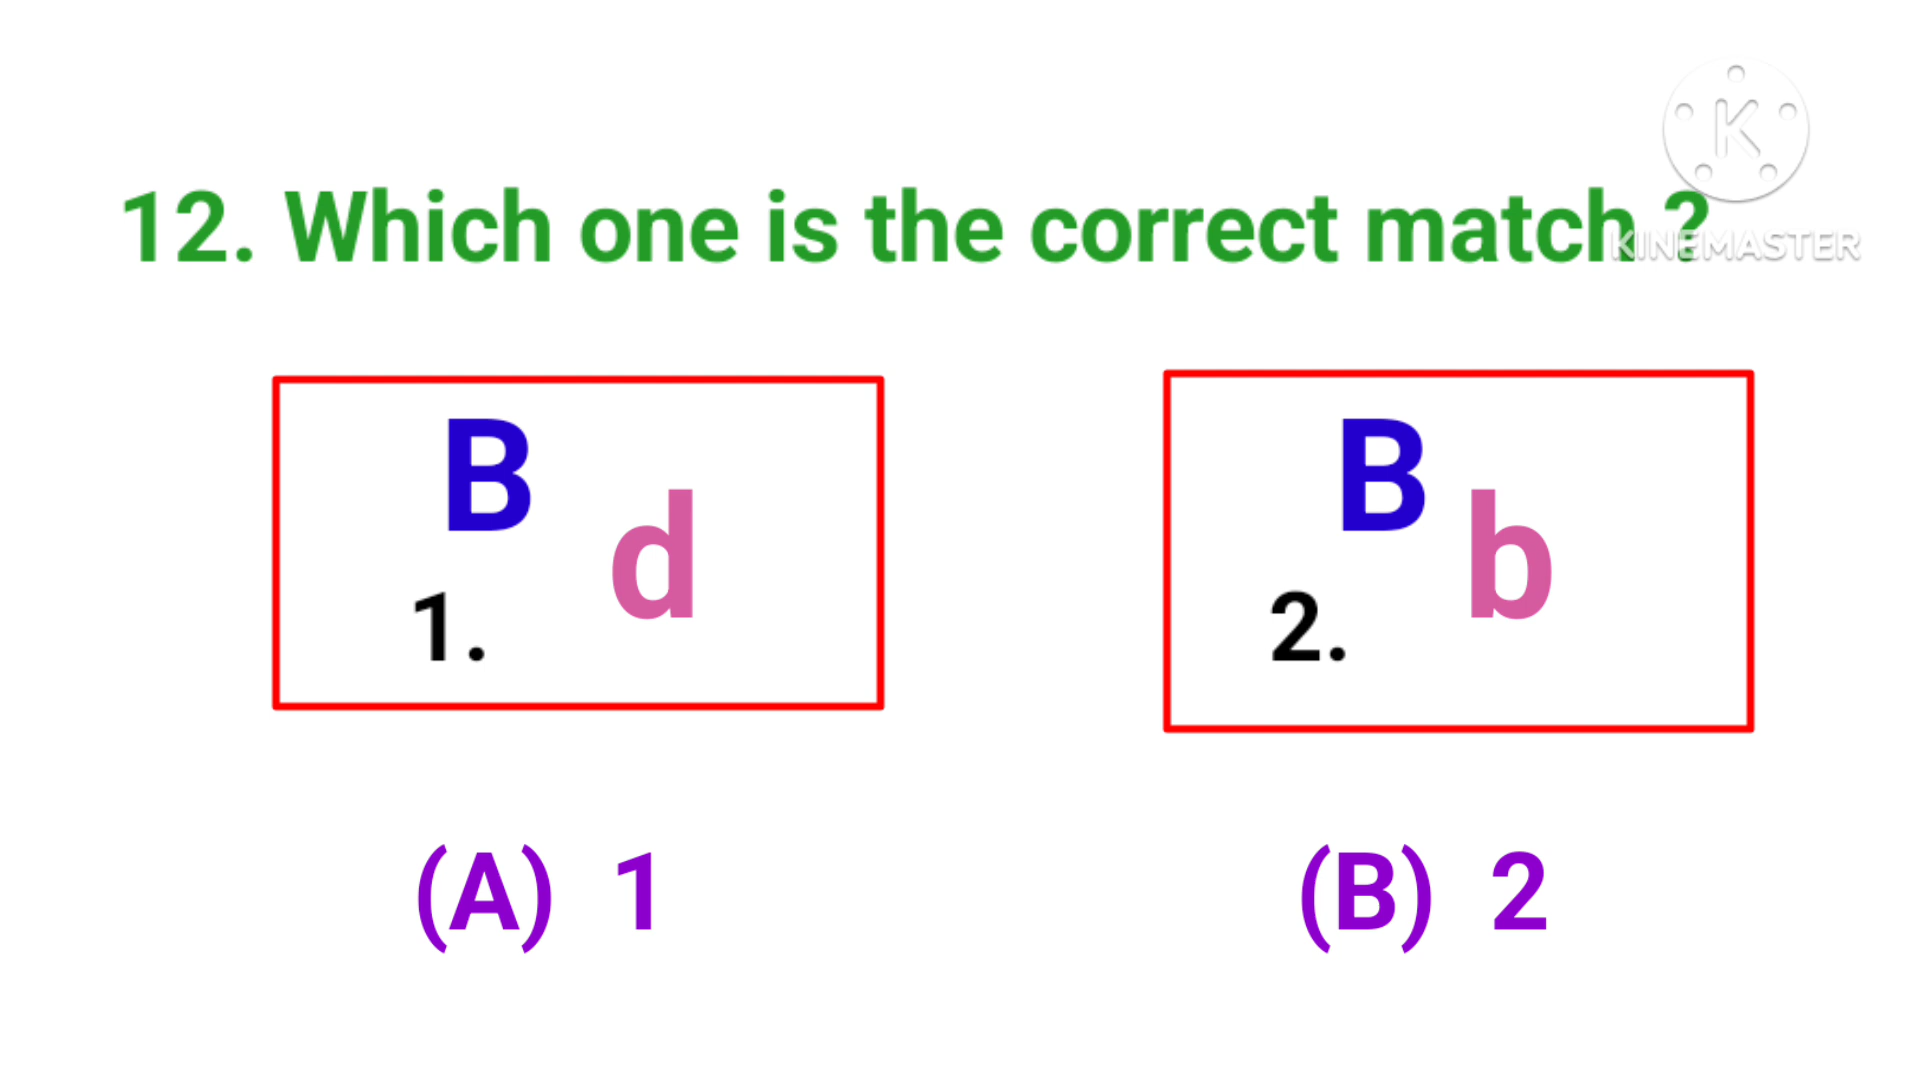 K
12. Which one is the correct match ?
KINEMASTER
B
d
1.
B
b
2.
(A) 1
(B) 2